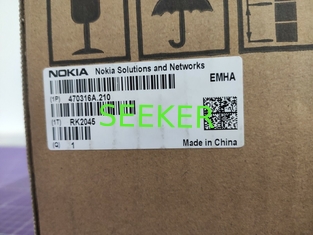 NOKIA Nokia Solutions and Networks
EMHA
(1P) 470316A.210
SEEKER
(1T) RK2045
(Q) 1
Made in China